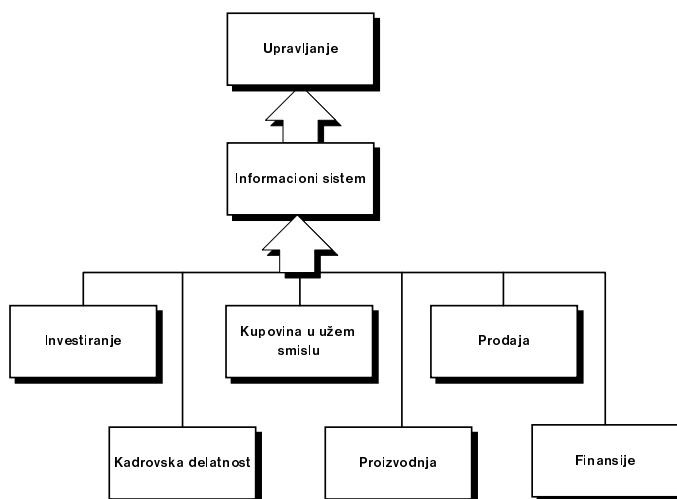 Upravljanje
Informacioni sistem
Investiranje
Kupovina u užem
smislu
Prodaja
Kadrovska delatnost
Proizvodnja
Finansije